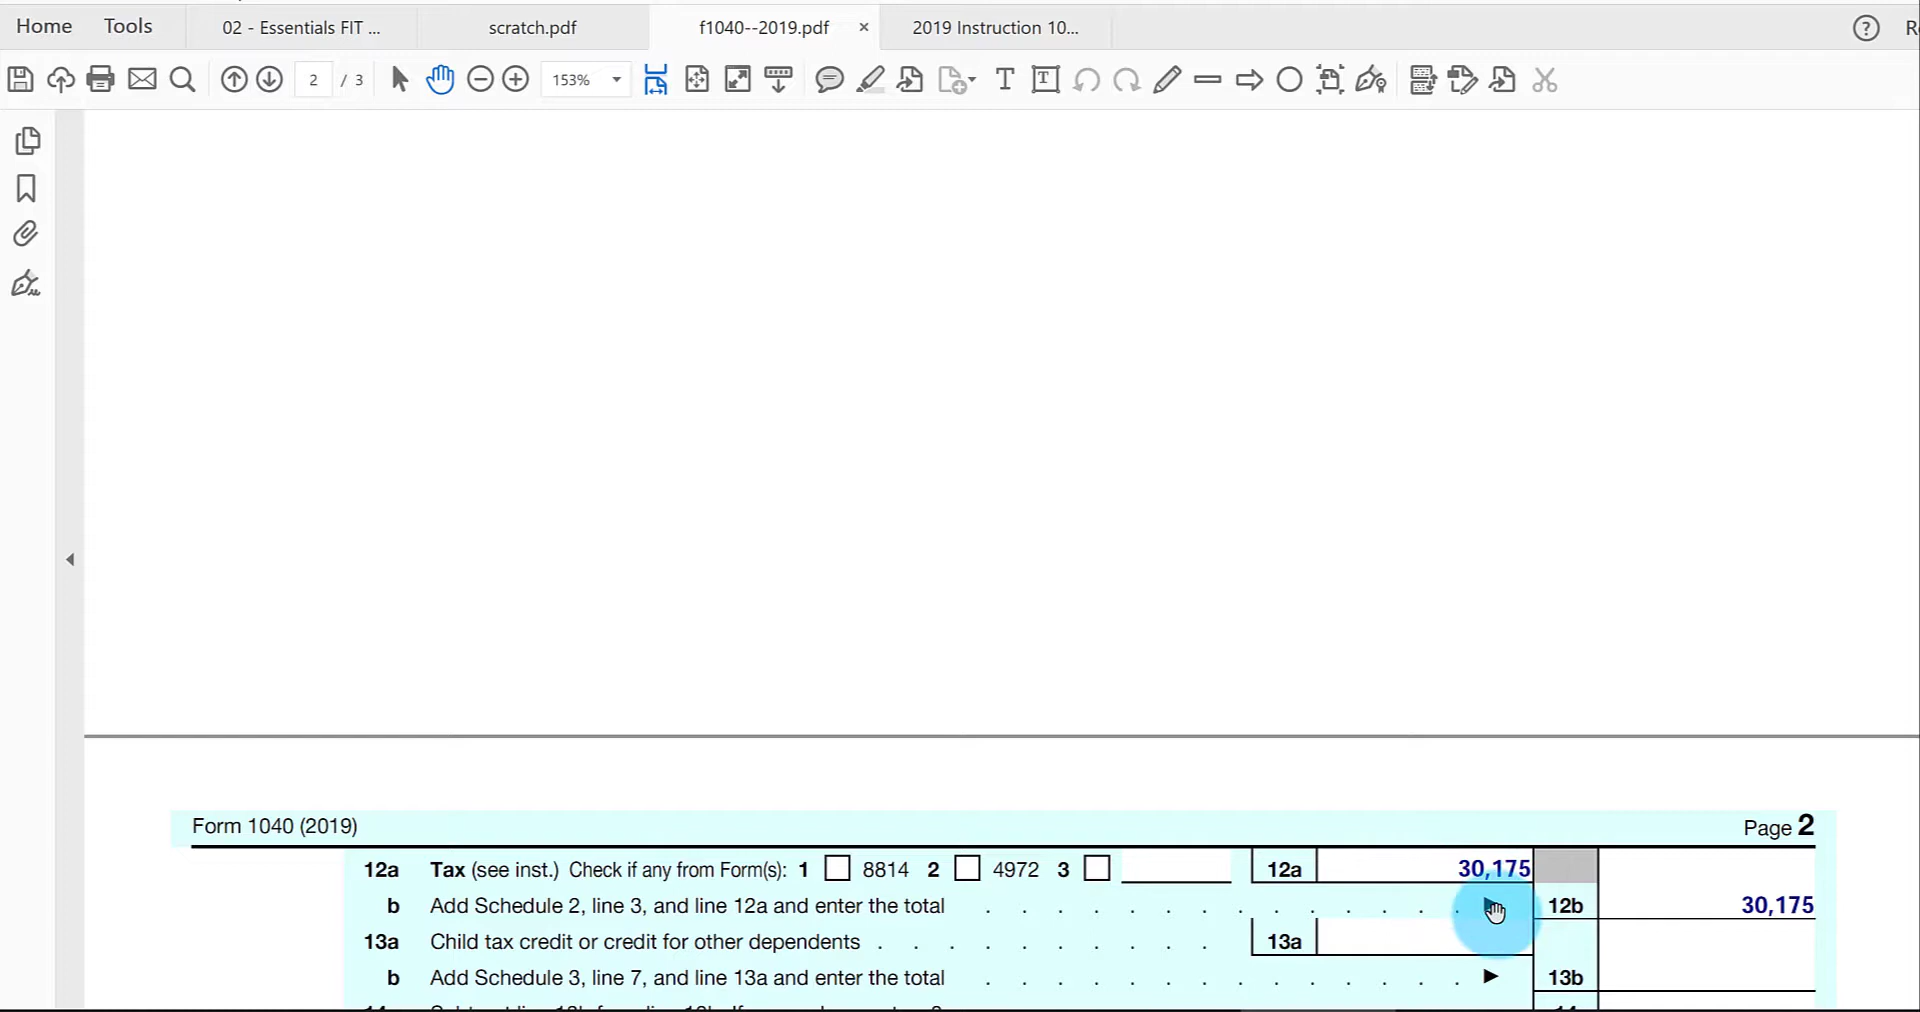 Home Tools 02 - Essentials FIT ... scratch.pdf f1040--2019.pdf × 2019 Instruction 10... ?
2 / 3 153% T T
Form 1040 (2019) Page 2
12a Tax (see inst.) Check if any from Form(s): 1 8814 2 4972 3 12a 30,175
b Add Schedule 2, line 3, and line 12a and enter the total . . . . . . . . . . . . . . ▶ 12b 30,175
13a Child tax credit or credit for other dependents . . . . . . . . . . 13a
b Add Schedule 3, line 7, and line 13a and enter the total . . . . . . . . . . . . . . ▶ 13b